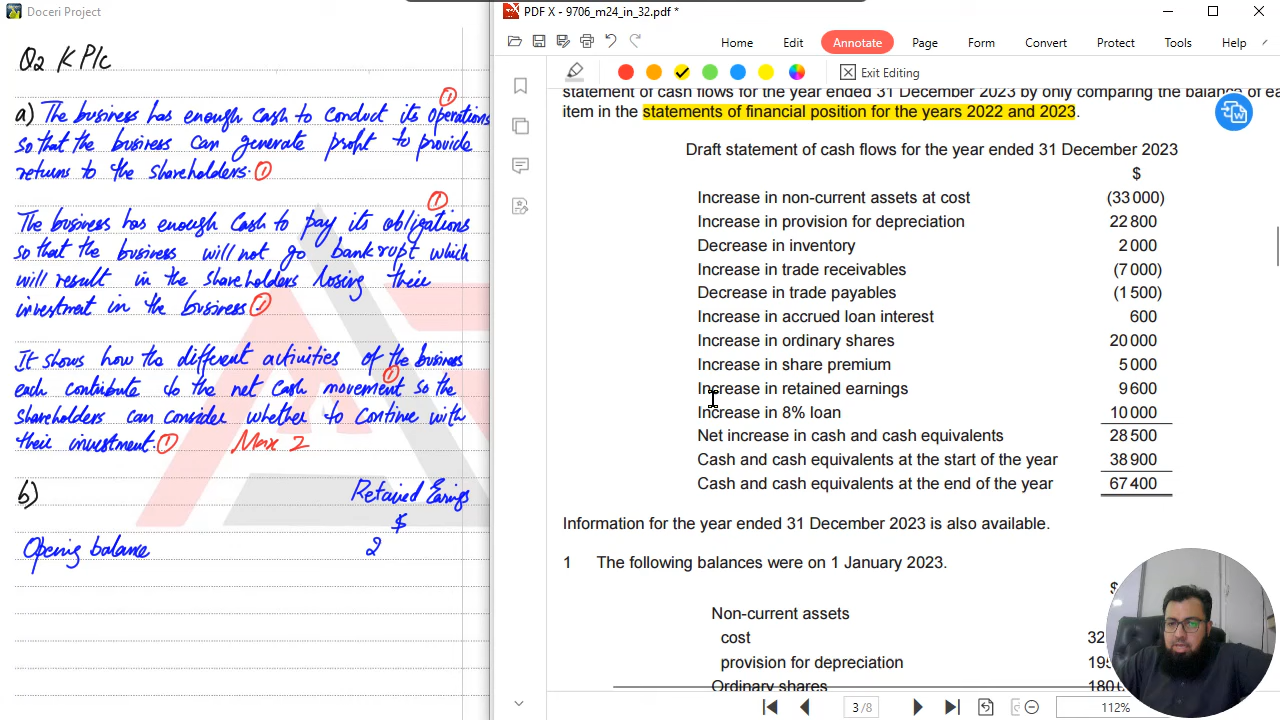 Doceri Project
Q2 K Plc
a) The business has enough cash to conduct its operations
so that the business can generate profit to provide
returns to the shareholders. 1
The business has enough cash to pay its obligations
so that the business will not go bankrupt which
will result in the shareholders losing their
investment in the business. 1
It shows how the different activities of the business
each contribute to the net cash movement so the
shareholders can consider whether to continue with
their investment. 1 Max 2
b) Retained Earings
$
Opening balance 2
PDF X - 9706_m24_in_32.pdf *
Home Edit Annotate Page Form Convert Protect Tools Help
Exit Editing
statement of cash flows for the year ended 31 December 2023 by only comparing the balance of ea
item in the statements of financial position for the years 2022 and 2023.
Draft statement of cash flows for the year ended 31 December 2023
$
Increase in non-current assets at cost (33 000)
Increase in provision for depreciation 22 800
Decrease in inventory 2 000
Increase in trade receivables (7 000)
Decrease in trade payables (1 500)
Increase in accrued loan interest 600
Increase in ordinary shares 20 000
Increase in share premium 5 000
Increase in retained earnings 9 600
Increase in 8% loan 10 000
Net increase in cash and cash equivalents 28 500
Cash and cash equivalents at the start of the year 38 900
Cash and cash equivalents at the end of the year 67 400
Information for the year ended 31 December 2023 is also available.
1 The following balances were on 1 January 2023.
$
Non-current assets
cost 32
provision for depreciation 195
Ordinary shares 180
3/8
112%